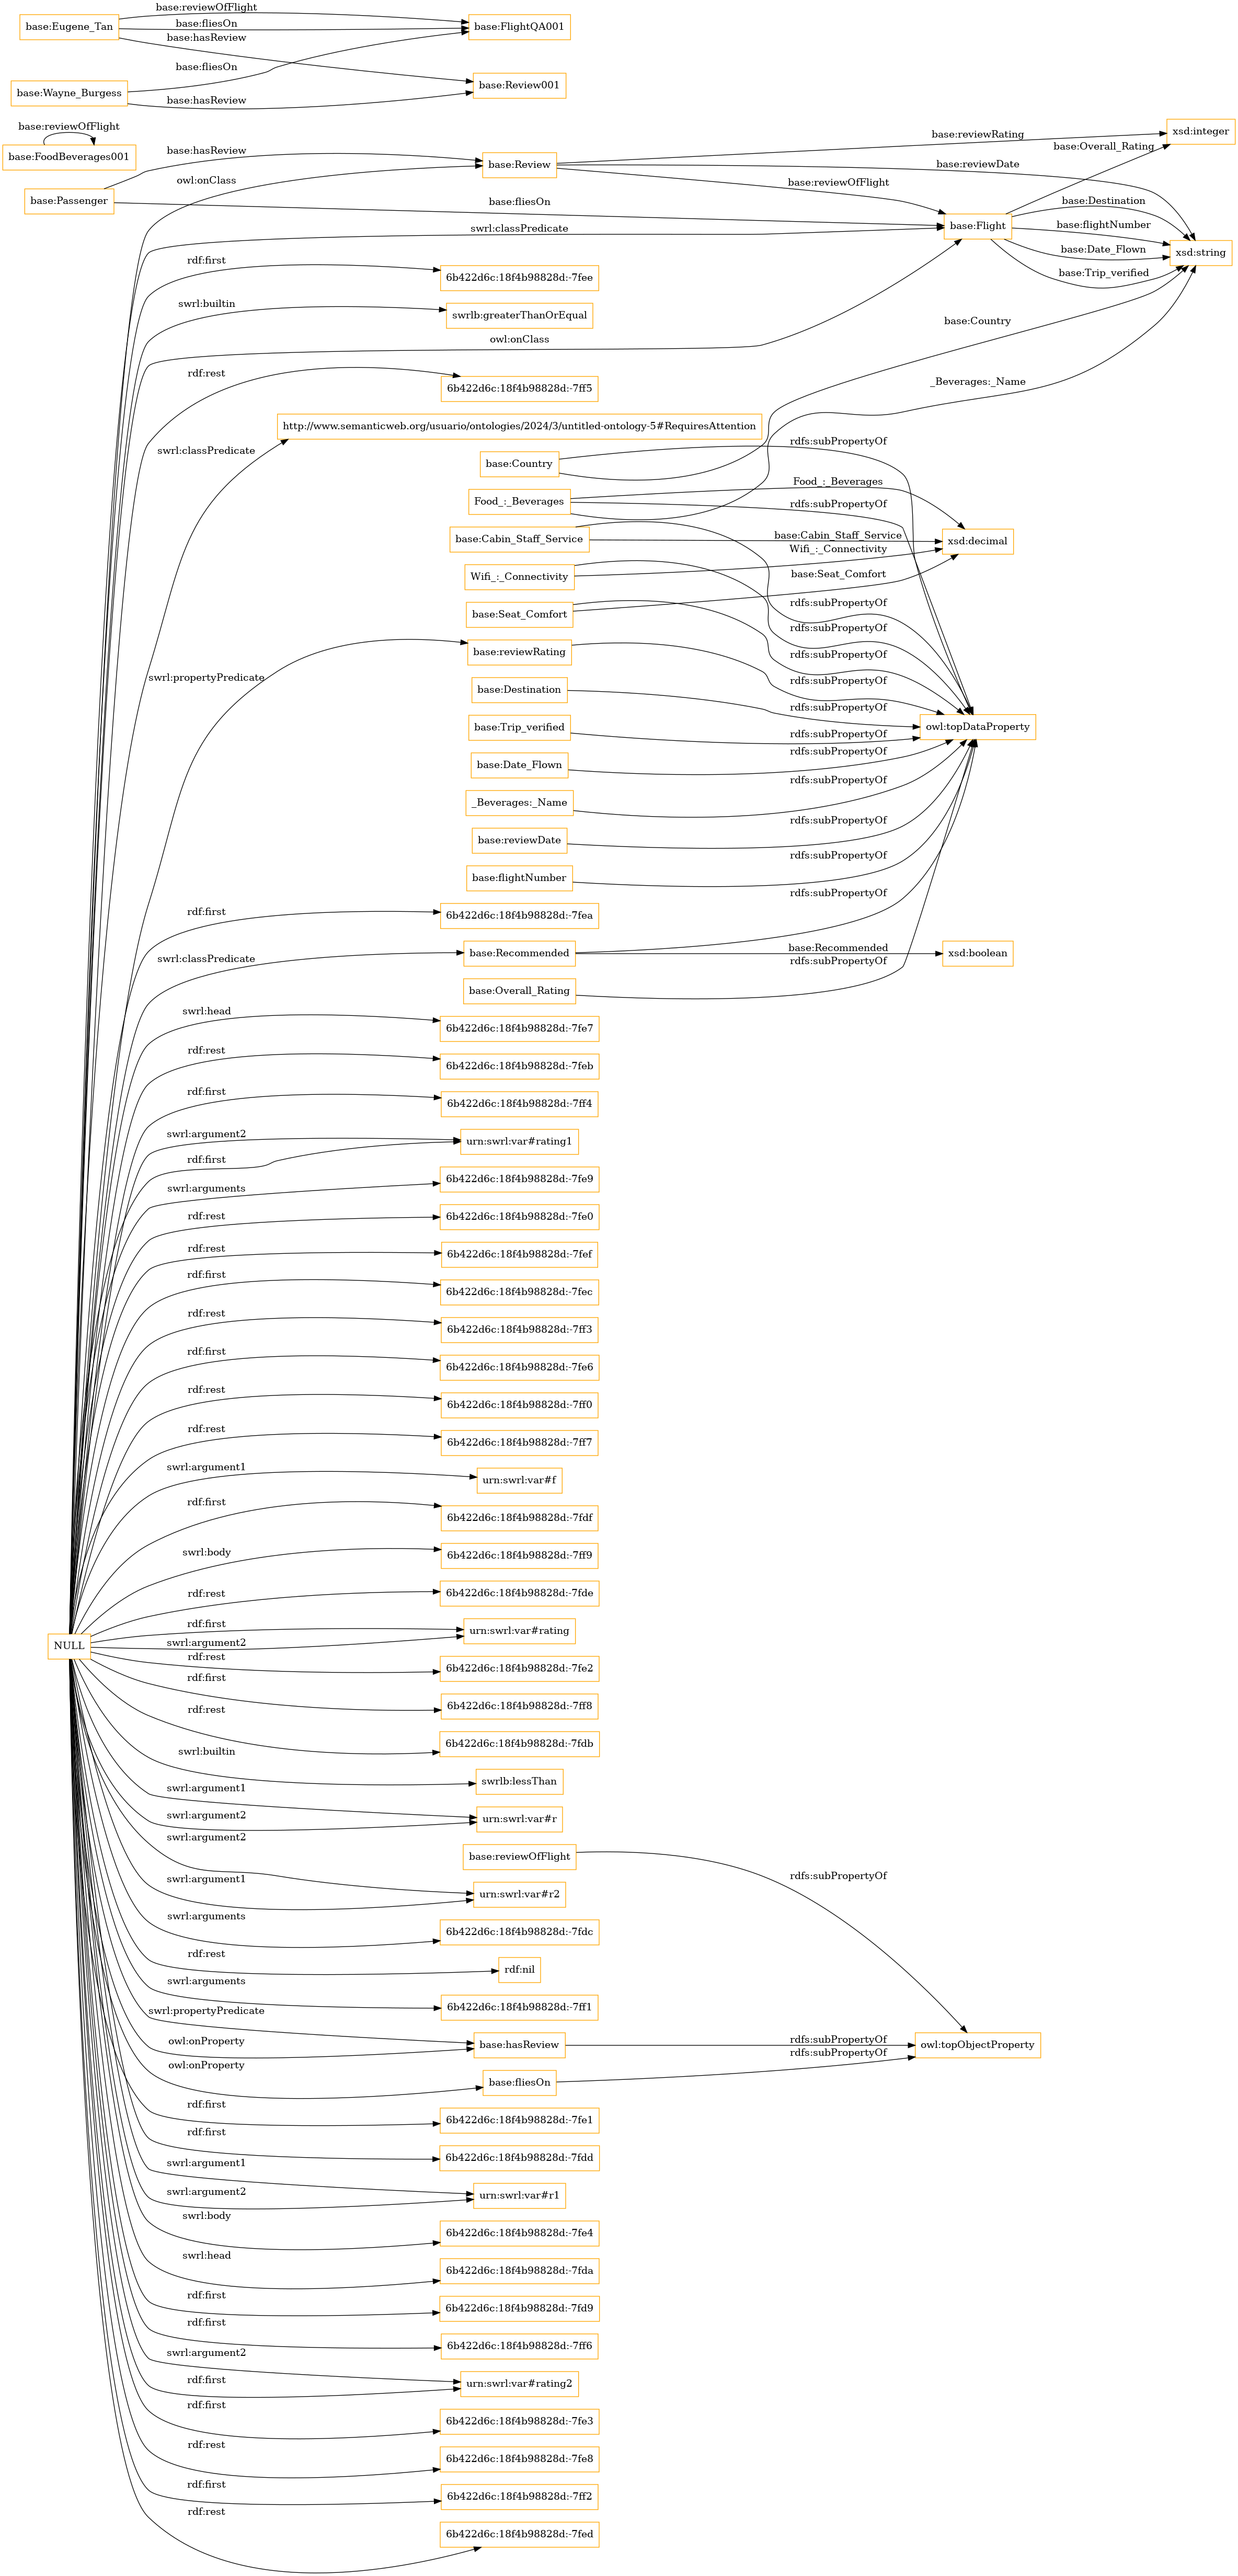 base:reviewOfFlight
base:Eugene_Tan
base:fliesOn
base:FlightQA001
base:hasReview
base:fliesOn
base:Review001
base:Wayne_Burgess
base:hasReview
base:reviewOfFlight
base:FoodBeverages001
base:hasReview
base:Passenger
owl:onClass
base:Review
base:reviewRating
xsd:integer
base:Overall_Rating
base:reviewDate
base:reviewOfFlight
base:fliesOn
base:Destination
swrl:classPredicate
base:Flight
base:flightNumber
base:Date_Flown
xsd:string
base:Trip_verified
rdf:first
6b422d6c:18f4b98828d:-7fee
swrl:builtin
swrlb:greaterThanOrEqual
base:Country
owl:onClass
rdf:rest
6b422d6c:18f4b98828d:-7ff5
_Beverages:_Name
http://www.semanticweb.org/usuario/ontologies/2024/3/untitled-ontology-5#RequiresAttention
swrl:classPredicate
base:Country
rdfs:subPropertyOf
Food_:_Beverages
Food_:_Beverages
rdfs:subPropertyOf
base:Cabin_Staff_Service
base:Cabin_Staff_Service
xsd:decimal
Wifi_:_Connectivity
Wifi_:_Connectivity
base:Seat_Comfort
base:Seat_Comfort
rdfs:subPropertyOf
rdfs:subPropertyOf
rdfs:subPropertyOf
swrl:propertyPredicate
base:reviewRating
rdfs:subPropertyOf
base:Destination
rdfs:subPropertyOf
base:Trip_verified
rdfs:subPropertyOf
owl:topDataProperty
base:Date_Flown
rdfs:subPropertyOf
_Beverages:_Name
rdfs:subPropertyOf
base:reviewDate
rdfs:subPropertyOf
base:flightNumber
rdfs:subPropertyOf
rdf:first
6b422d6c:18f4b98828d:-7fea
rdfs:subPropertyOf
swrl:classPredicate
base:Recommended
base:Recommended
xsd:boolean
base:Overall_Rating
rdfs:subPropertyOf
swrl:head
6b422d6c:18f4b98828d:-7fe7
rdf:rest
6b422d6c:18f4b98828d:-7feb
rdf:first
6b422d6c:18f4b98828d:-7ff4
swrl:argument2
urn:swrl:var#rating1
rdf:first
swrl:arguments
6b422d6c:18f4b98828d:-7fe9
rdf:rest
6b422d6c:18f4b98828d:-7fe0
rdf:rest
6b422d6c:18f4b98828d:-7fef
rdf:first
6b422d6c:18f4b98828d:-7fec
rdf:rest
6b422d6c:18f4b98828d:-7ff3
rdf:first
6b422d6c:18f4b98828d:-7fe6
rdf:rest
6b422d6c:18f4b98828d:-7ff0
rdf:rest
6b422d6c:18f4b98828d:-7ff7
swrl:argument1
urn:swrl:var#f
rdf:first
6b422d6c:18f4b98828d:-7fdf
swrl:body
6b422d6c:18f4b98828d:-7ff9
rdf:rest
6b422d6c:18f4b98828d:-7fde
NULL
rdf:first
urn:swrl:var#rating
swrl:argument2
rdf:rest
6b422d6c:18f4b98828d:-7fe2
rdf:first
6b422d6c:18f4b98828d:-7ff8
rdf:rest
6b422d6c:18f4b98828d:-7fdb
swrl:builtin
swrlb:lessThan
swrl:argument1
urn:swrl:var#r
swrl:argument2
swrl:argument2
base:reviewOfFlight
rdfs:subPropertyOf
swrl:argument1
urn:swrl:var#r2
swrl:arguments
6b422d6c:18f4b98828d:-7fdc
rdf:rest
rdf:nil
swrl:arguments
6b422d6c:18f4b98828d:-7ff1
swrl:propertyPredicate
owl:onProperty
base:hasReview
rdfs:subPropertyOf
owl:topObjectProperty
owl:onProperty
base:fliesOn
rdfs:subPropertyOf
rdf:first
6b422d6c:18f4b98828d:-7fe1
rdf:first
6b422d6c:18f4b98828d:-7fdd
swrl:argument1
urn:swrl:var#r1
swrl:argument2
swrl:body
6b422d6c:18f4b98828d:-7fe4
swrl:head
6b422d6c:18f4b98828d:-7fda
rdf:first
6b422d6c:18f4b98828d:-7fd9
rdf:first
6b422d6c:18f4b98828d:-7ff6
swrl:argument2
urn:swrl:var#rating2
rdf:first
rdf:first
6b422d6c:18f4b98828d:-7fe3
rdf:rest
6b422d6c:18f4b98828d:-7fe8
rdf:first
6b422d6c:18f4b98828d:-7ff2
rdf:rest
6b422d6c:18f4b98828d:-7fed